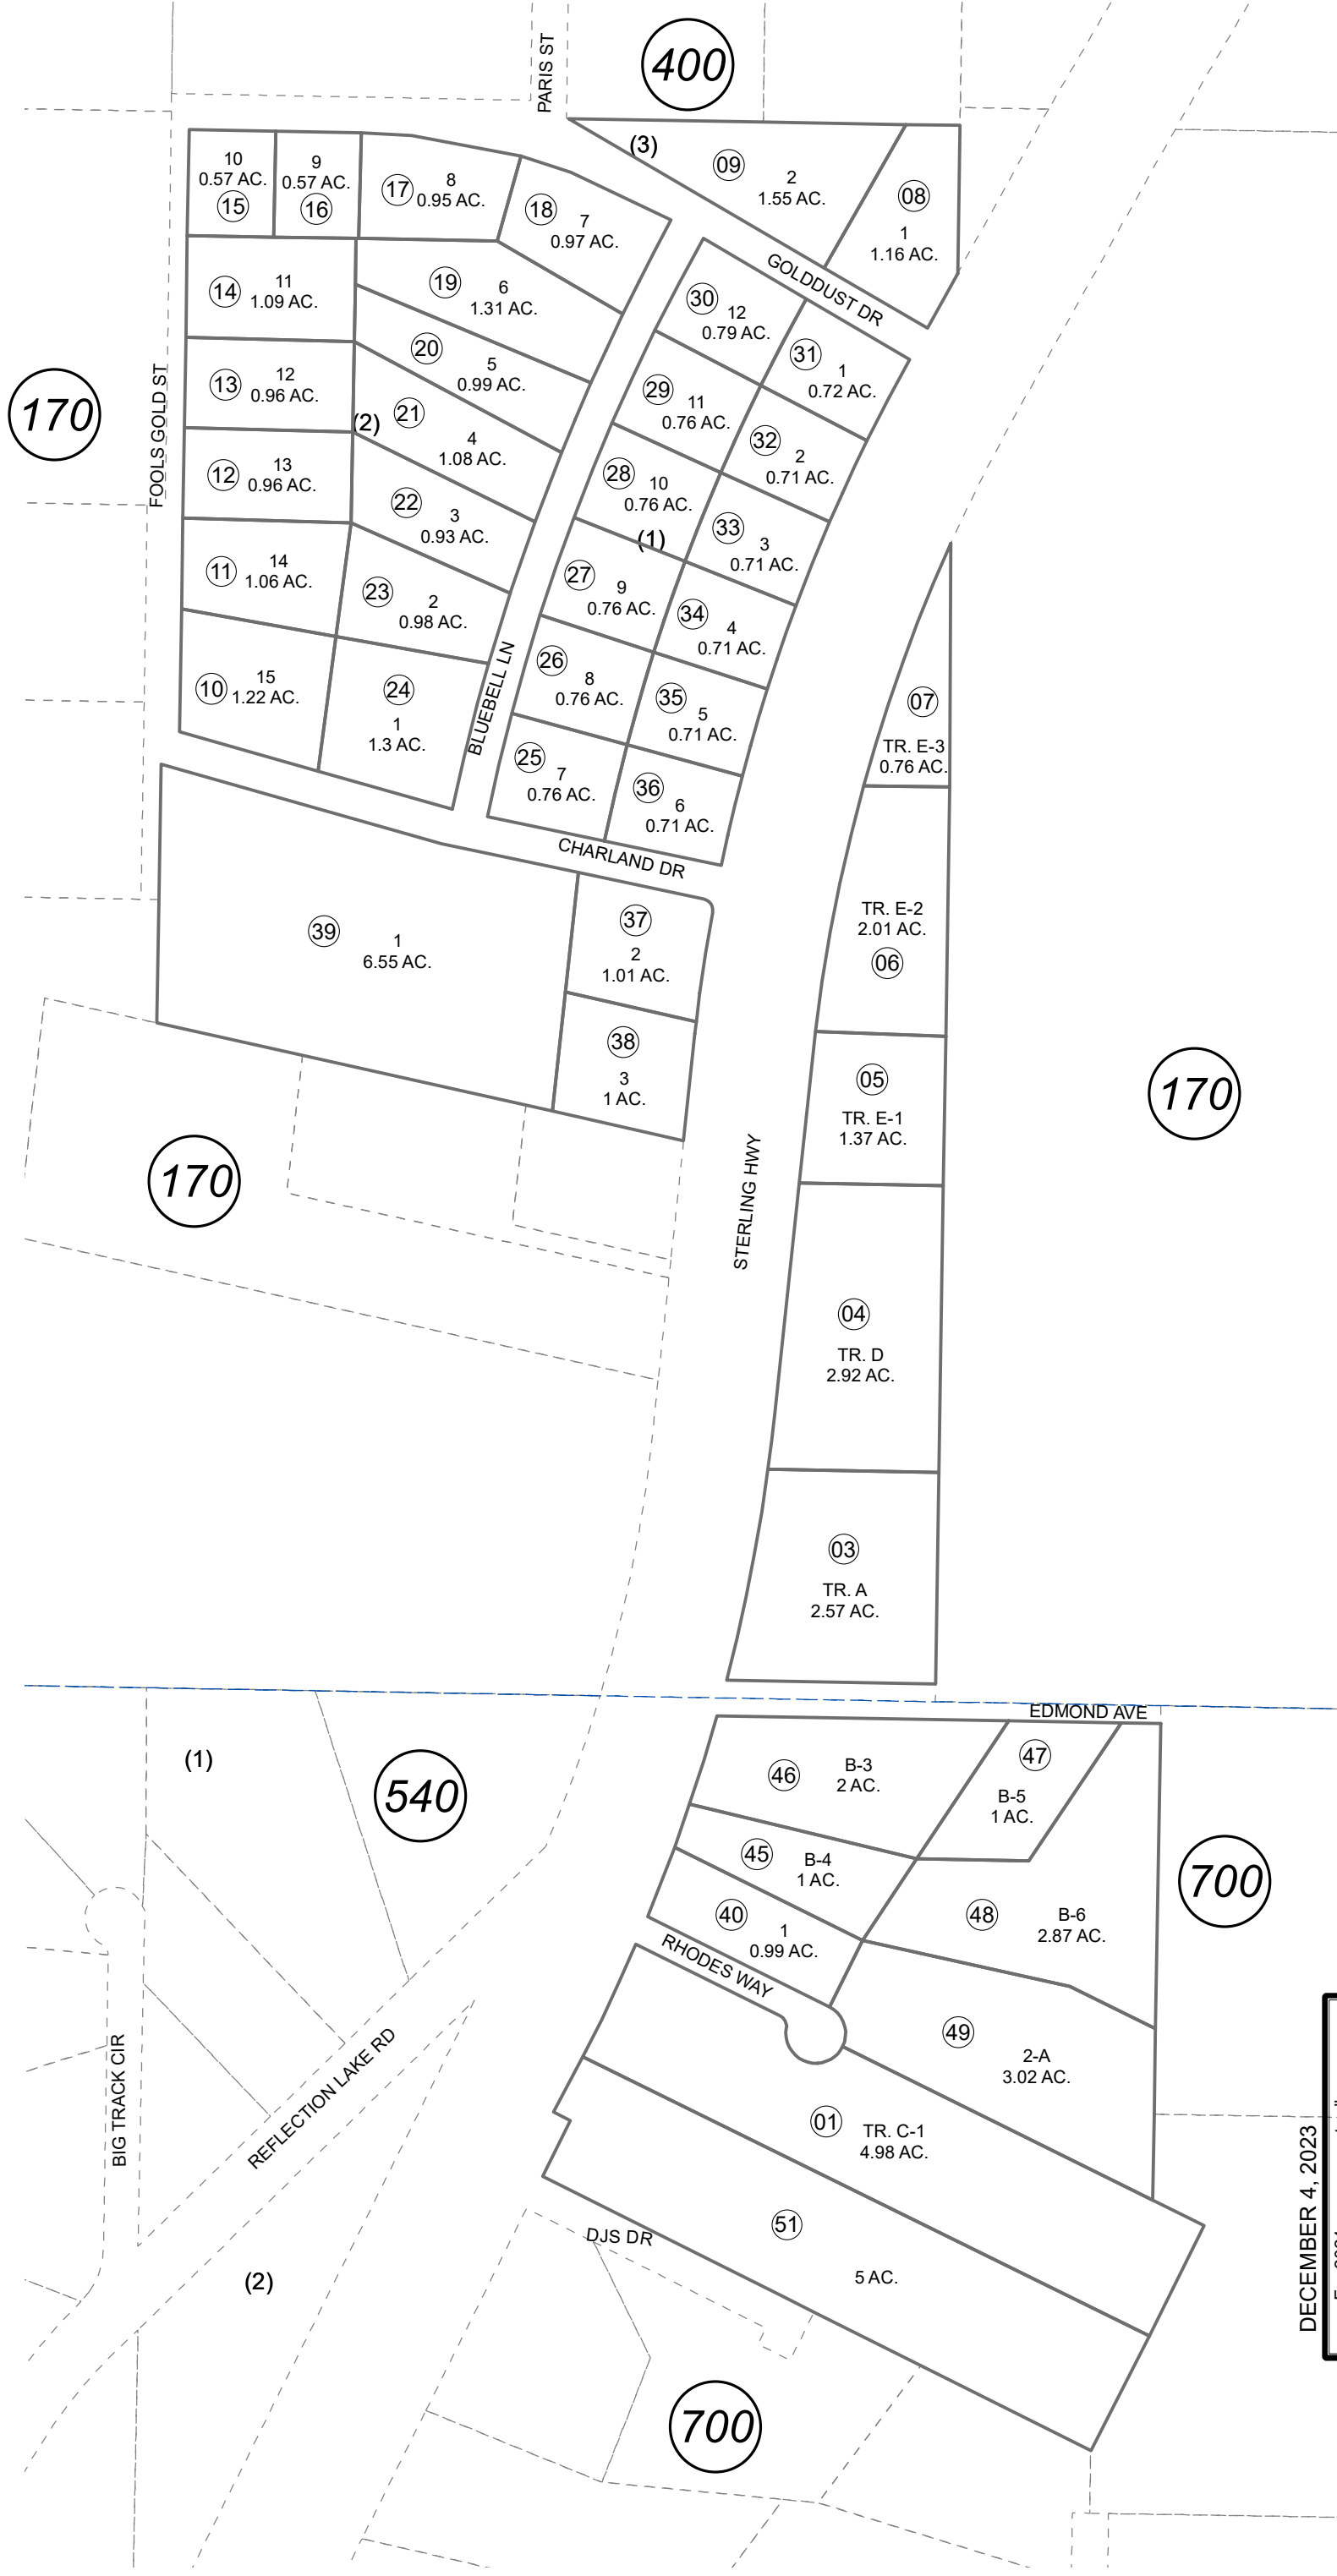 PARIS ST
400
(3)
09
2
1.55 AC.
08
1
1.16 AC.
10
0.57 AC.
15
9
0.57 AC.
16
17
8
0.95 AC.
18
7
0.97 AC.
GOLDDUST DR
14
11
1.09 AC.
19
6
1.31 AC.
30
12
0.79 AC.
31
1
0.72 AC.
20
5
0.99 AC.
170
FOOLS GOLD ST
13
12
0.96 AC.
(2)
21
4
1.08 AC.
29
11
0.76 AC.
32
2
0.71 AC.
12
13
0.96 AC.
22
3
0.93 AC.
28
10
0.76 AC.
(1)
33
3
0.71 AC.
11
14
1.06 AC.
23
2
0.98 AC.
27
9
0.76 AC.
34
4
0.71 AC.
10
15
1.22 AC.
24
1
1.3 AC.
BLUEBELL LN
26
8
0.76 AC.
35
5
0.71 AC.
07
TR. E-3
0.76 AC.
25
7
0.76 AC.
36
6
0.71 AC.
CHARLAND DR
39
1
6.55 AC.
37
2
1.01 AC.
TR. E-2
2.01 AC.
06
38
3
1 AC.
05
TR. E-1
1.37 AC.
170
170
STERLING HWY
04
TR. D
2.92 AC.
03
TR. A
2.57 AC.
EDMOND AVE
(1)
540
46
B-3
2 AC.
47
B-5
1 AC.
45
B-4
1 AC.
700
40
1
0.99 AC.
48
B-6
2.87 AC.
RHODES WAY
49
2-A
3.02 AC.
BIG TRACK CIR
REFLECTION LAKE RD
01
TR. C-1
4.98 AC.
DECEMBER 4, 2023
51
5 AC.
DJS DR
(2)
700